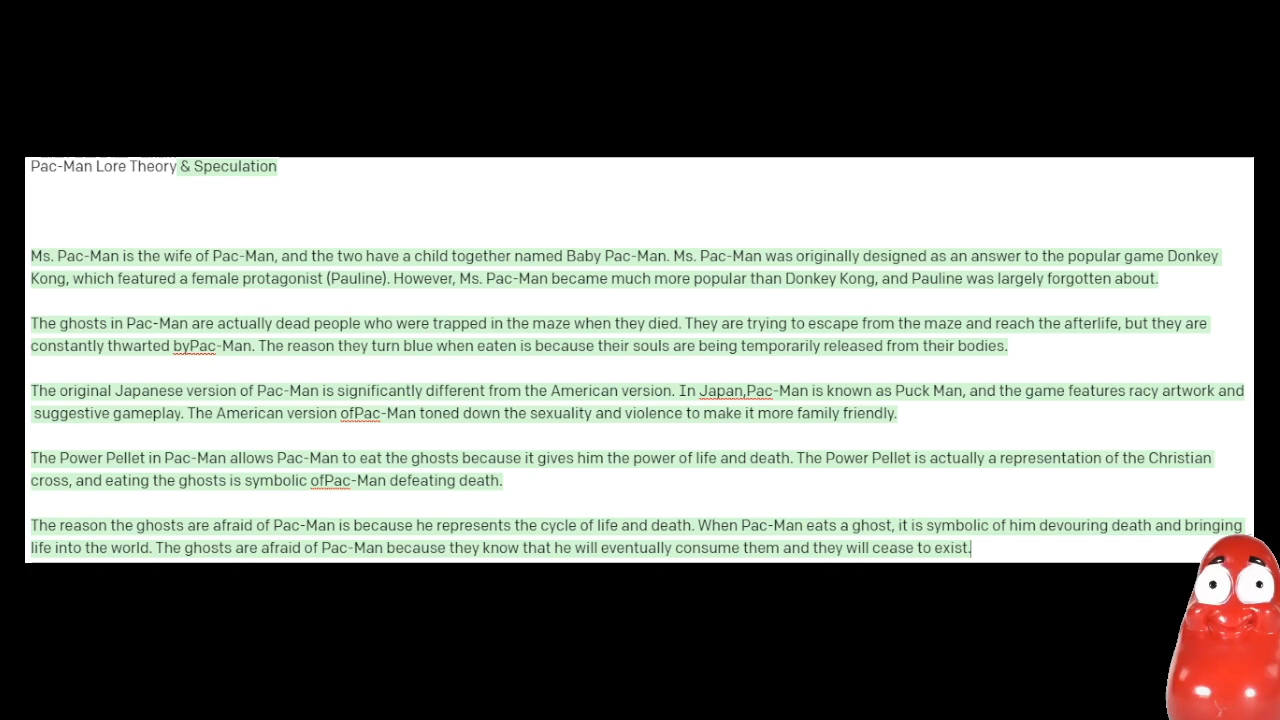 Pac-Man Lore Theory & Speculation
Ms. Pac-Man is the wife of Pac-Man, and the two have a child together named Baby Pac-Man. Ms. Pac-Man was originally designed as an answer to the popular game Donkey
Kong, which featured a female protagonist (Pauline). However, Ms. Pac-Man became much more popular than Donkey Kong, and Pauline was largely forgotten about.
The ghosts in Pac-Man are actually dead people who were trapped in the maze when they died. They are trying to escape from the maze and reach the afterlife, but they are
constantly thwarted byPac-Man. The reason they turn blue when eaten is because their souls are being temporarily released from their bodies.
The original Japanese version of Pac-Man is significantly different from the American version. In Japan,Pac-Man is known as Puck Man, and the game features racy artwork and
suggestive gameplay. The American version ofPac-Man toned down the sexuality and violence to make it more family friendly.
The Power Pellet in Pac-Man allows Pac-Man to eat the ghosts because it gives him the power of life and death. The Power Pellet is actually a representation of the Christian
cross, and eating the ghosts is symbolic ofPac-Man defeating death.
The reason the ghosts are afraid of Pac-Man is because he represents the cycle of life and death. When Pac-Man eats a ghost, it is symbolic of him devouring death and bringing
life into the world. The ghosts are afraid of Pac-Man because they know that he will eventually consume them and they will cease to exist.